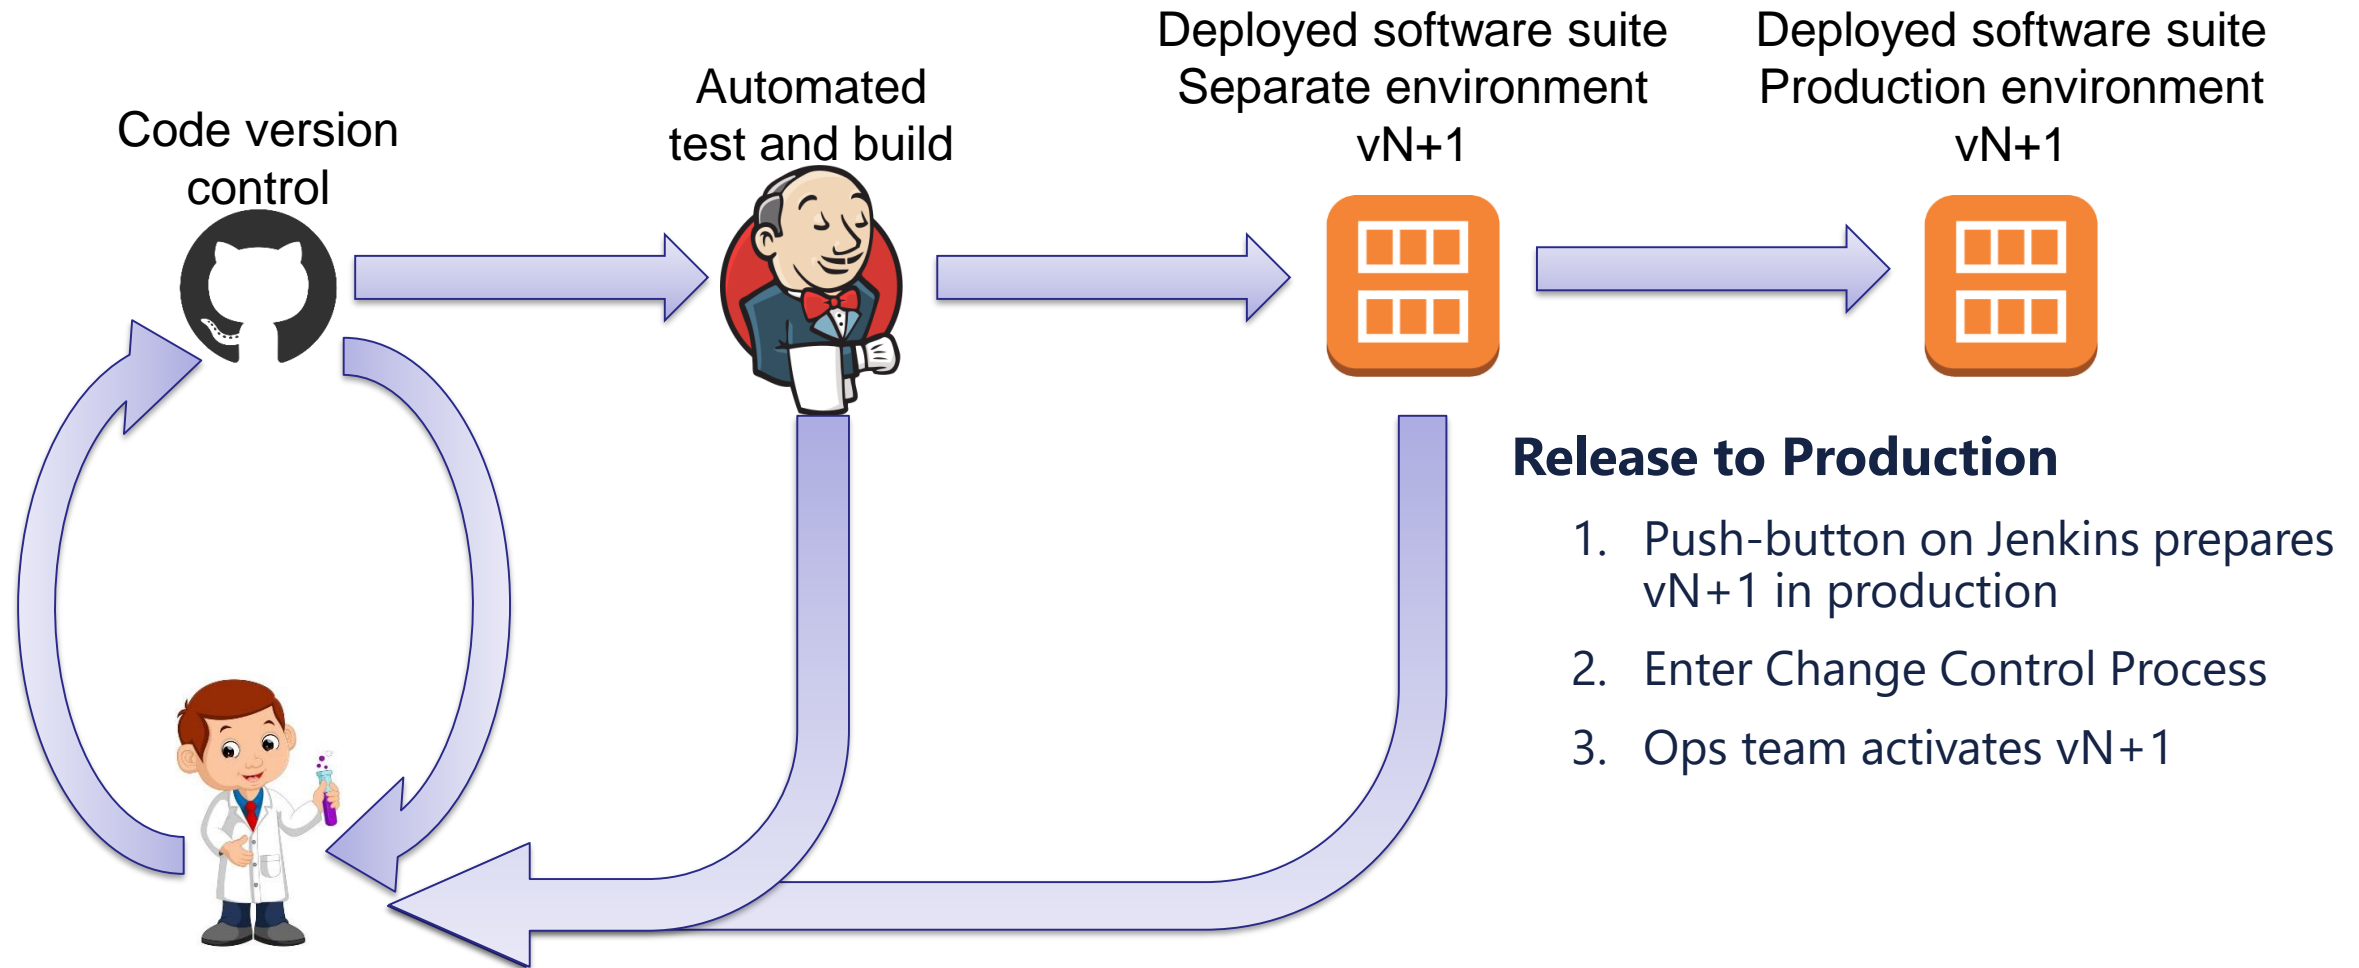 Code version
control
Automated
test and build
Deployed software suite
Separate environment
vN+1
Deployed software suite
Production environment
vN+1
Release to Production
1. Push-button on Jenkins prepares
vN+1 in production
2. Enter Change Control Process
3. Ops team activates vN+1